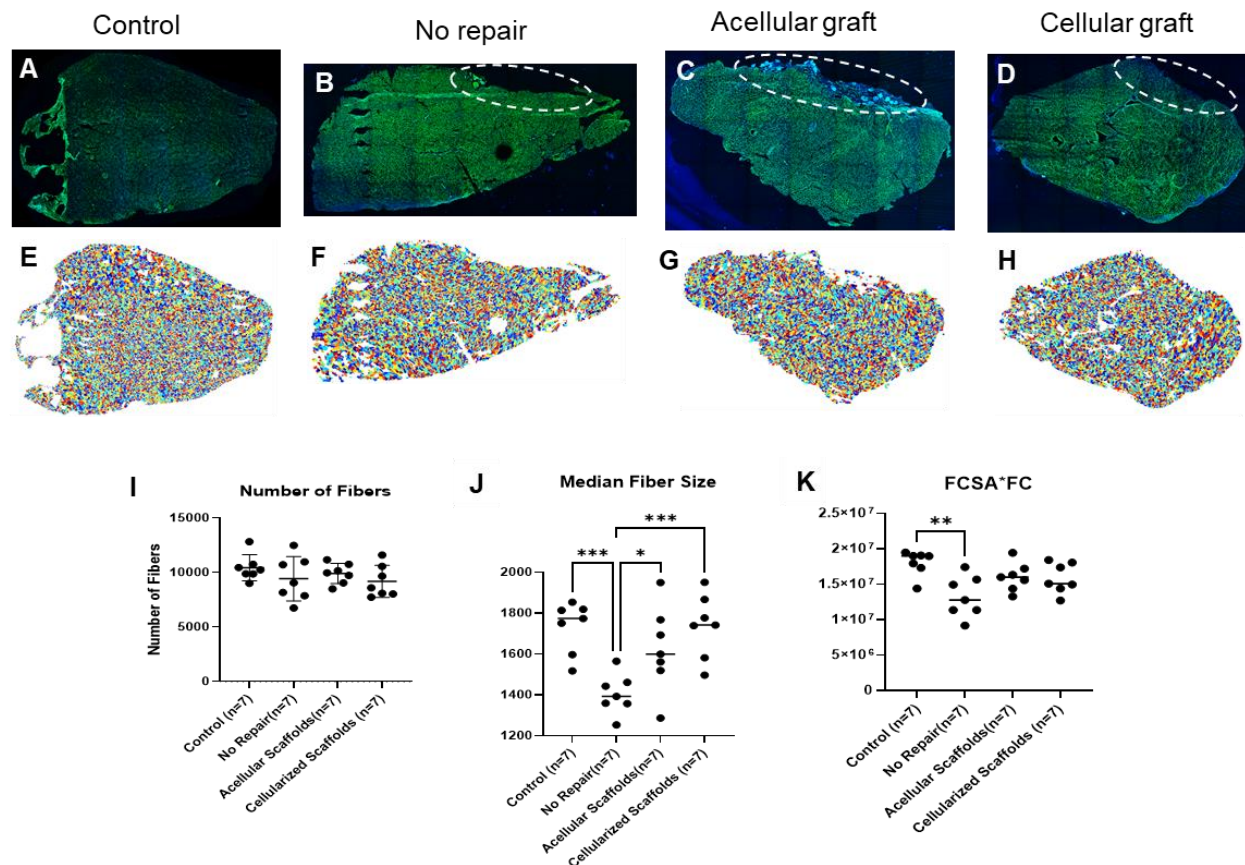 Control
No repair
Acellular graft
Cellular graft
A
B
C
D
E
F
G
H
I
Number of Fibers
15000
10000
5000
0
Number of Fibers
Control (n=7)
No Repair(n=7)
Acellular Scaffolds(n=7)
Cellularized Scaffolds (n=7)
J
Median Fiber Size
***
***
*
2000
1800
1600
1400
1200
Control (n=7)
No Repair(n=7)
Acellular Scaffolds(n=7)
Cellularized Scaffolds (n=7)
K
FCSA*FC
**
2.5×10⁷
2×10⁷
1.5×10⁷
1×10⁷
5×10⁶
0
Control (n=7)
No Repair(n=7)
Acellular Scaffolds(n=7)
Cellularized Scaffolds (n=7)